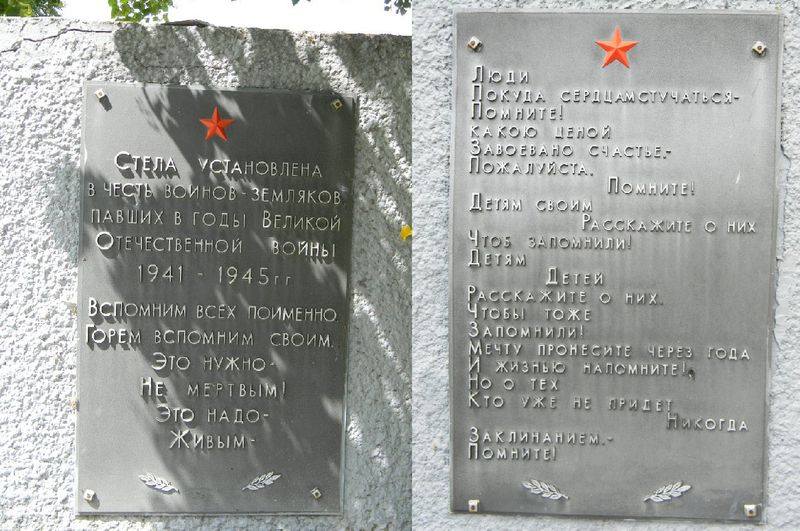 Стела установлена
в честь воинов-земляков
павших в годы Великой
Отечественной войны
1941 - 1945гг
Вспомним всех поименно.
Горем вспомним своим.
Это нужно-
Не мертвым!
Это надо-
Живым-
Люди
Покуда сердцамстучаться-
Помните!
какою ценой
Завоевано счастье,-
Пожалуйста.
Помните!
Детям своим
Расскажите о них
Чтоб запомнили!
Детям
Детей
Расскажите о них.
Чтобы тоже
Запомнили!
Мечту пронесите через года
И жизнью наполните!
Но о тех
Кто уже не придет
Никогда
Заклинанием,-
Помните!